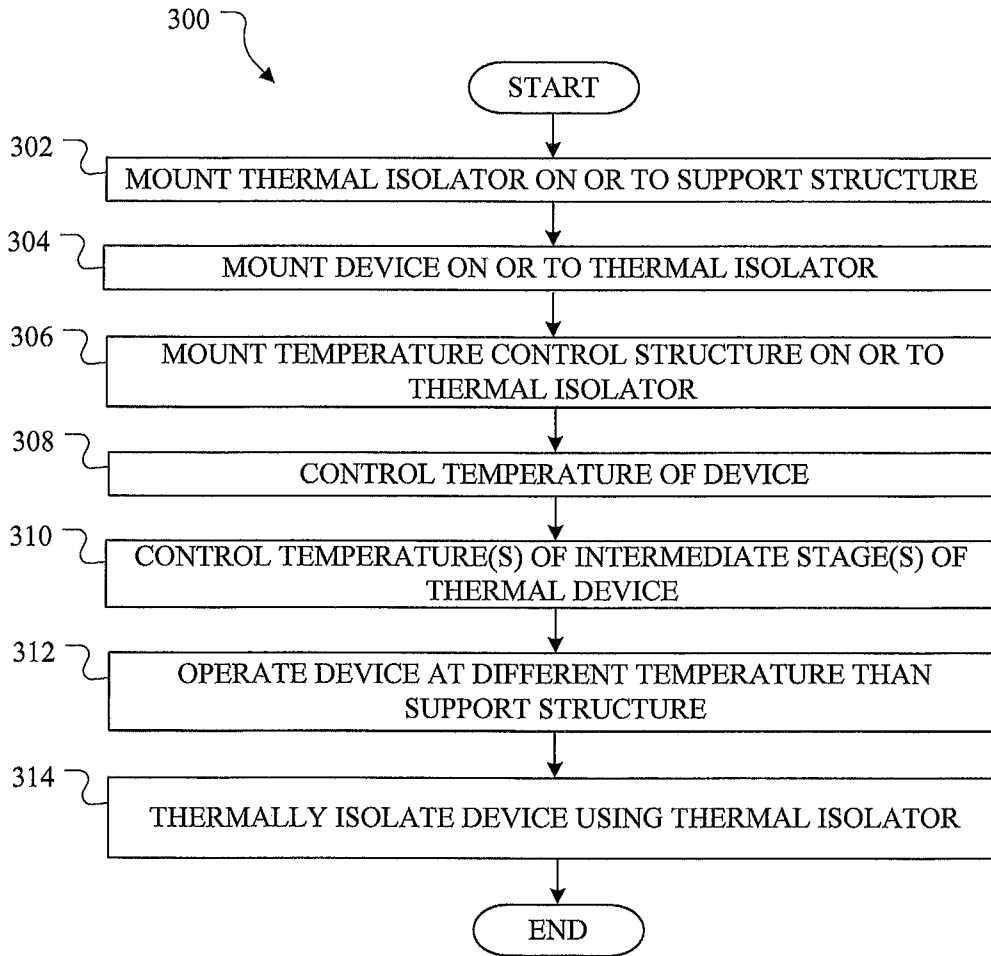 300
START
302
MOUNT THERMAL ISOLATOR ON OR TO SUPPORT STRUCTURE
304
MOUNT DEVICE ON OR TO THERMAL ISOLATOR
306
MOUNT TEMPERATURE CONTROL STRUCTURE ON OR TO
THERMAL ISOLATOR
308
CONTROL TEMPERATURE OF DEVICE
310
CONTROL TEMPERATURE(S) OF INTERMEDIATE STAGE(S) OF
THERMAL DEVICE
312
OPERATE DEVICE AT DIFFERENT TEMPERATURE THAN
SUPPORT STRUCTURE
314
THERMALLY ISOLATE DEVICE USING THERMAL ISOLATOR
END